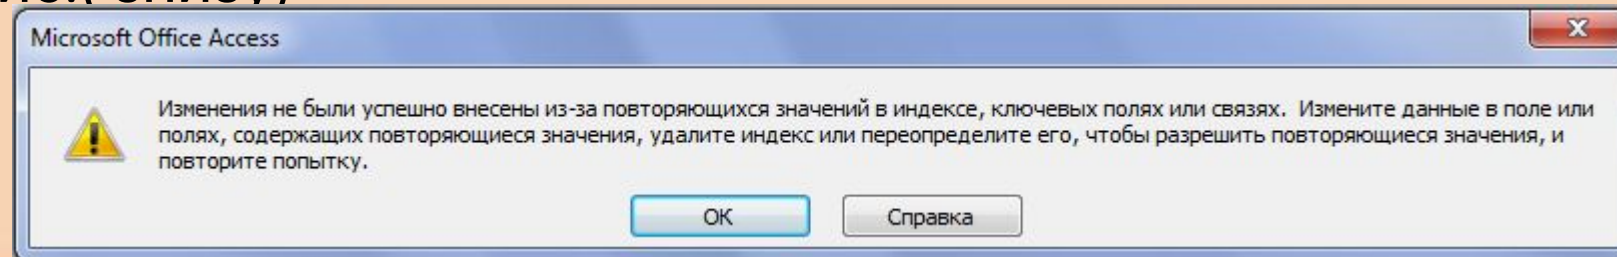 Microsoft Office Access
Изменения не были успешно внесены из-за повторяющихся значений в индексе, ключевых полях или связях. Измените данные в поле или
полях, содержащих повторяющиеся значения, удалите индекс или переопределите его, чтобы разрешить повторяющиеся значения, и
повторите попытку.
ОК
Справка